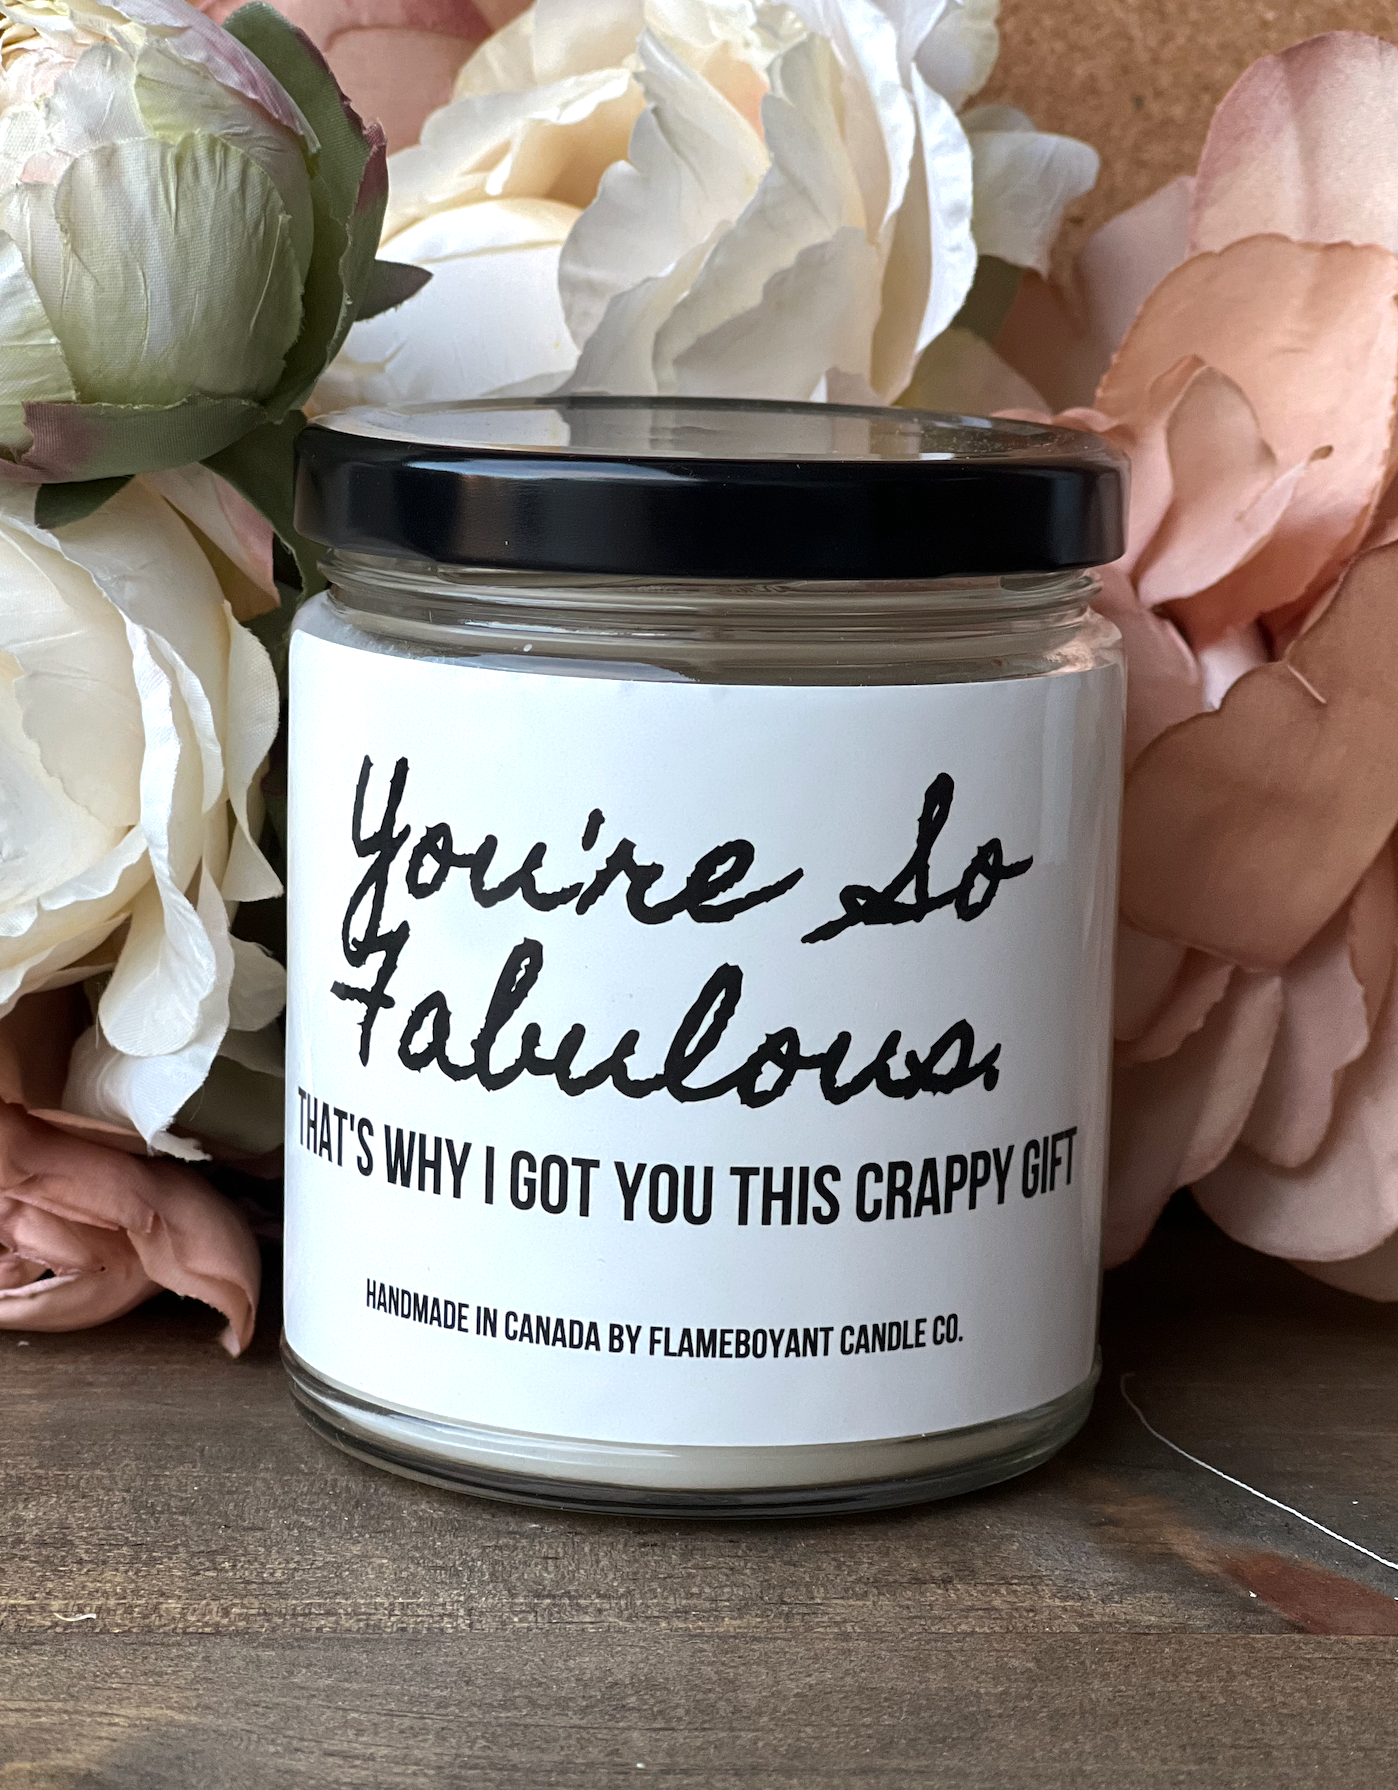 You're So
Fabulous.
THAT'S WHY I GOT YOU THIS CRAPPY GIFT
HANDMADE IN CANADA BY FLAMEBOYANT CANDLE CO.